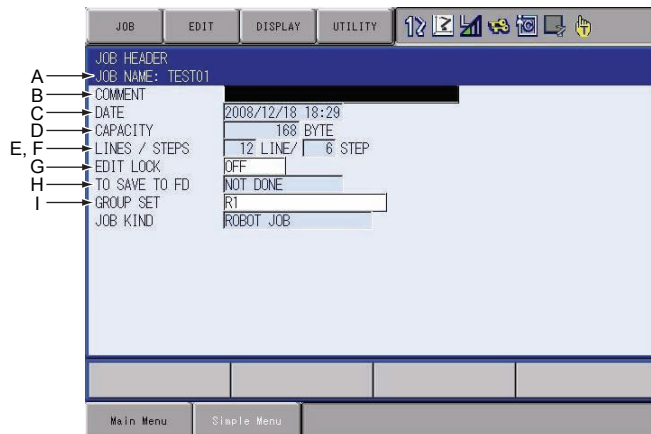 JOB EDIT DISPLAY UTILITY
JOB HEADER
A JOB NAME: TEST01
B COMMENT
C DATE 2008/12/18 18:29
D CAPACITY 168 BYTE
E, F LINES / STEPS 12 LINE/ 6 STEP
G EDIT LOCK OFF
H TO SAVE TO FD NOT DONE
I GROUP SET R1
JOB KIND ROBOT JOB
Main Menu Simple Menu